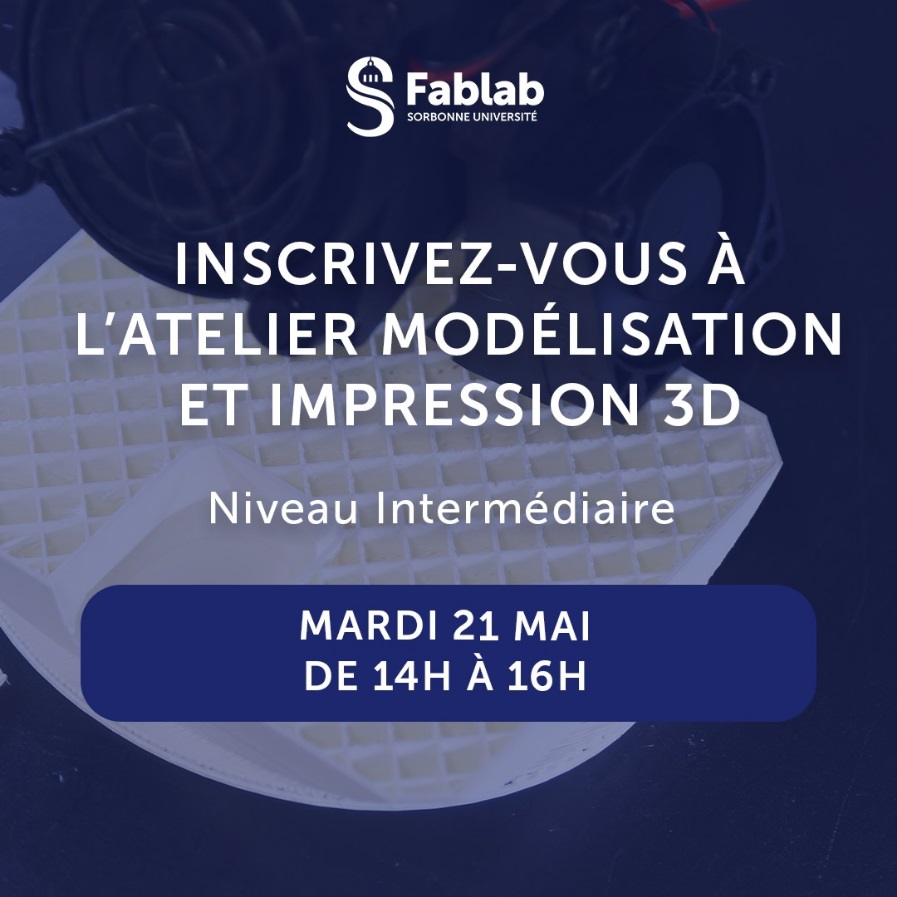 Fablab
SORBONNE UNIVERSITÉ
INSCRIVEZ-VOUS À
L'ATELIER MODÉLISATION
ET IMPRESSION 3D
Niveau Intermédiaire
MARDI 21 MAI
DE 14H À 16H